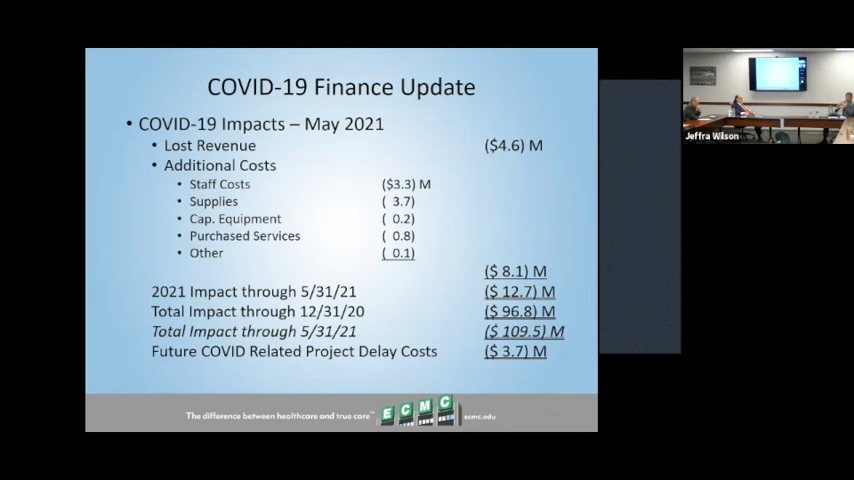 COVID-19 Finance Update
• COVID-19 Impacts – May 2021
• Lost Revenue ($4.6) M
• Additional Costs
• Staff Costs ($3.3) M
• Supplies ( 3.7)
• Cap. Equipment ( 0.2)
• Purchased Services ( 0.8)
• Other ( 0.1)
($ 8.1) M
2021 Impact through 5/31/21 ($ 12.7) M
Total Impact through 12/31/20 ($ 96.8) M
Total Impact through 5/31/21 ($ 109.5) M
Future COVID Related Project Delay Costs ($ 3.7) M
The difference between healthcare and true care™ ECMC ecmc.edu
Jeffra Wilson